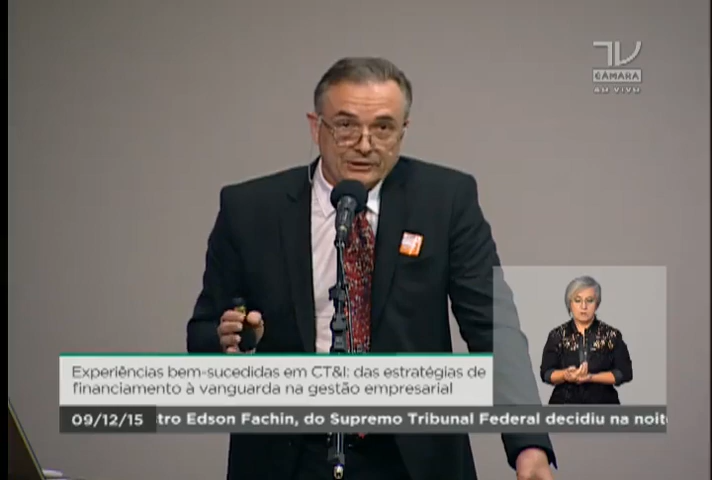 TV
CÂMARA
AO VIVO
Experiências bem-sucedidas em CT&I: das estratégias de
financiamento à vanguarda na gestão empresarial
09/12/15 tro Edson Fachin, do Supremo Tribunal Federal decidiu na noit